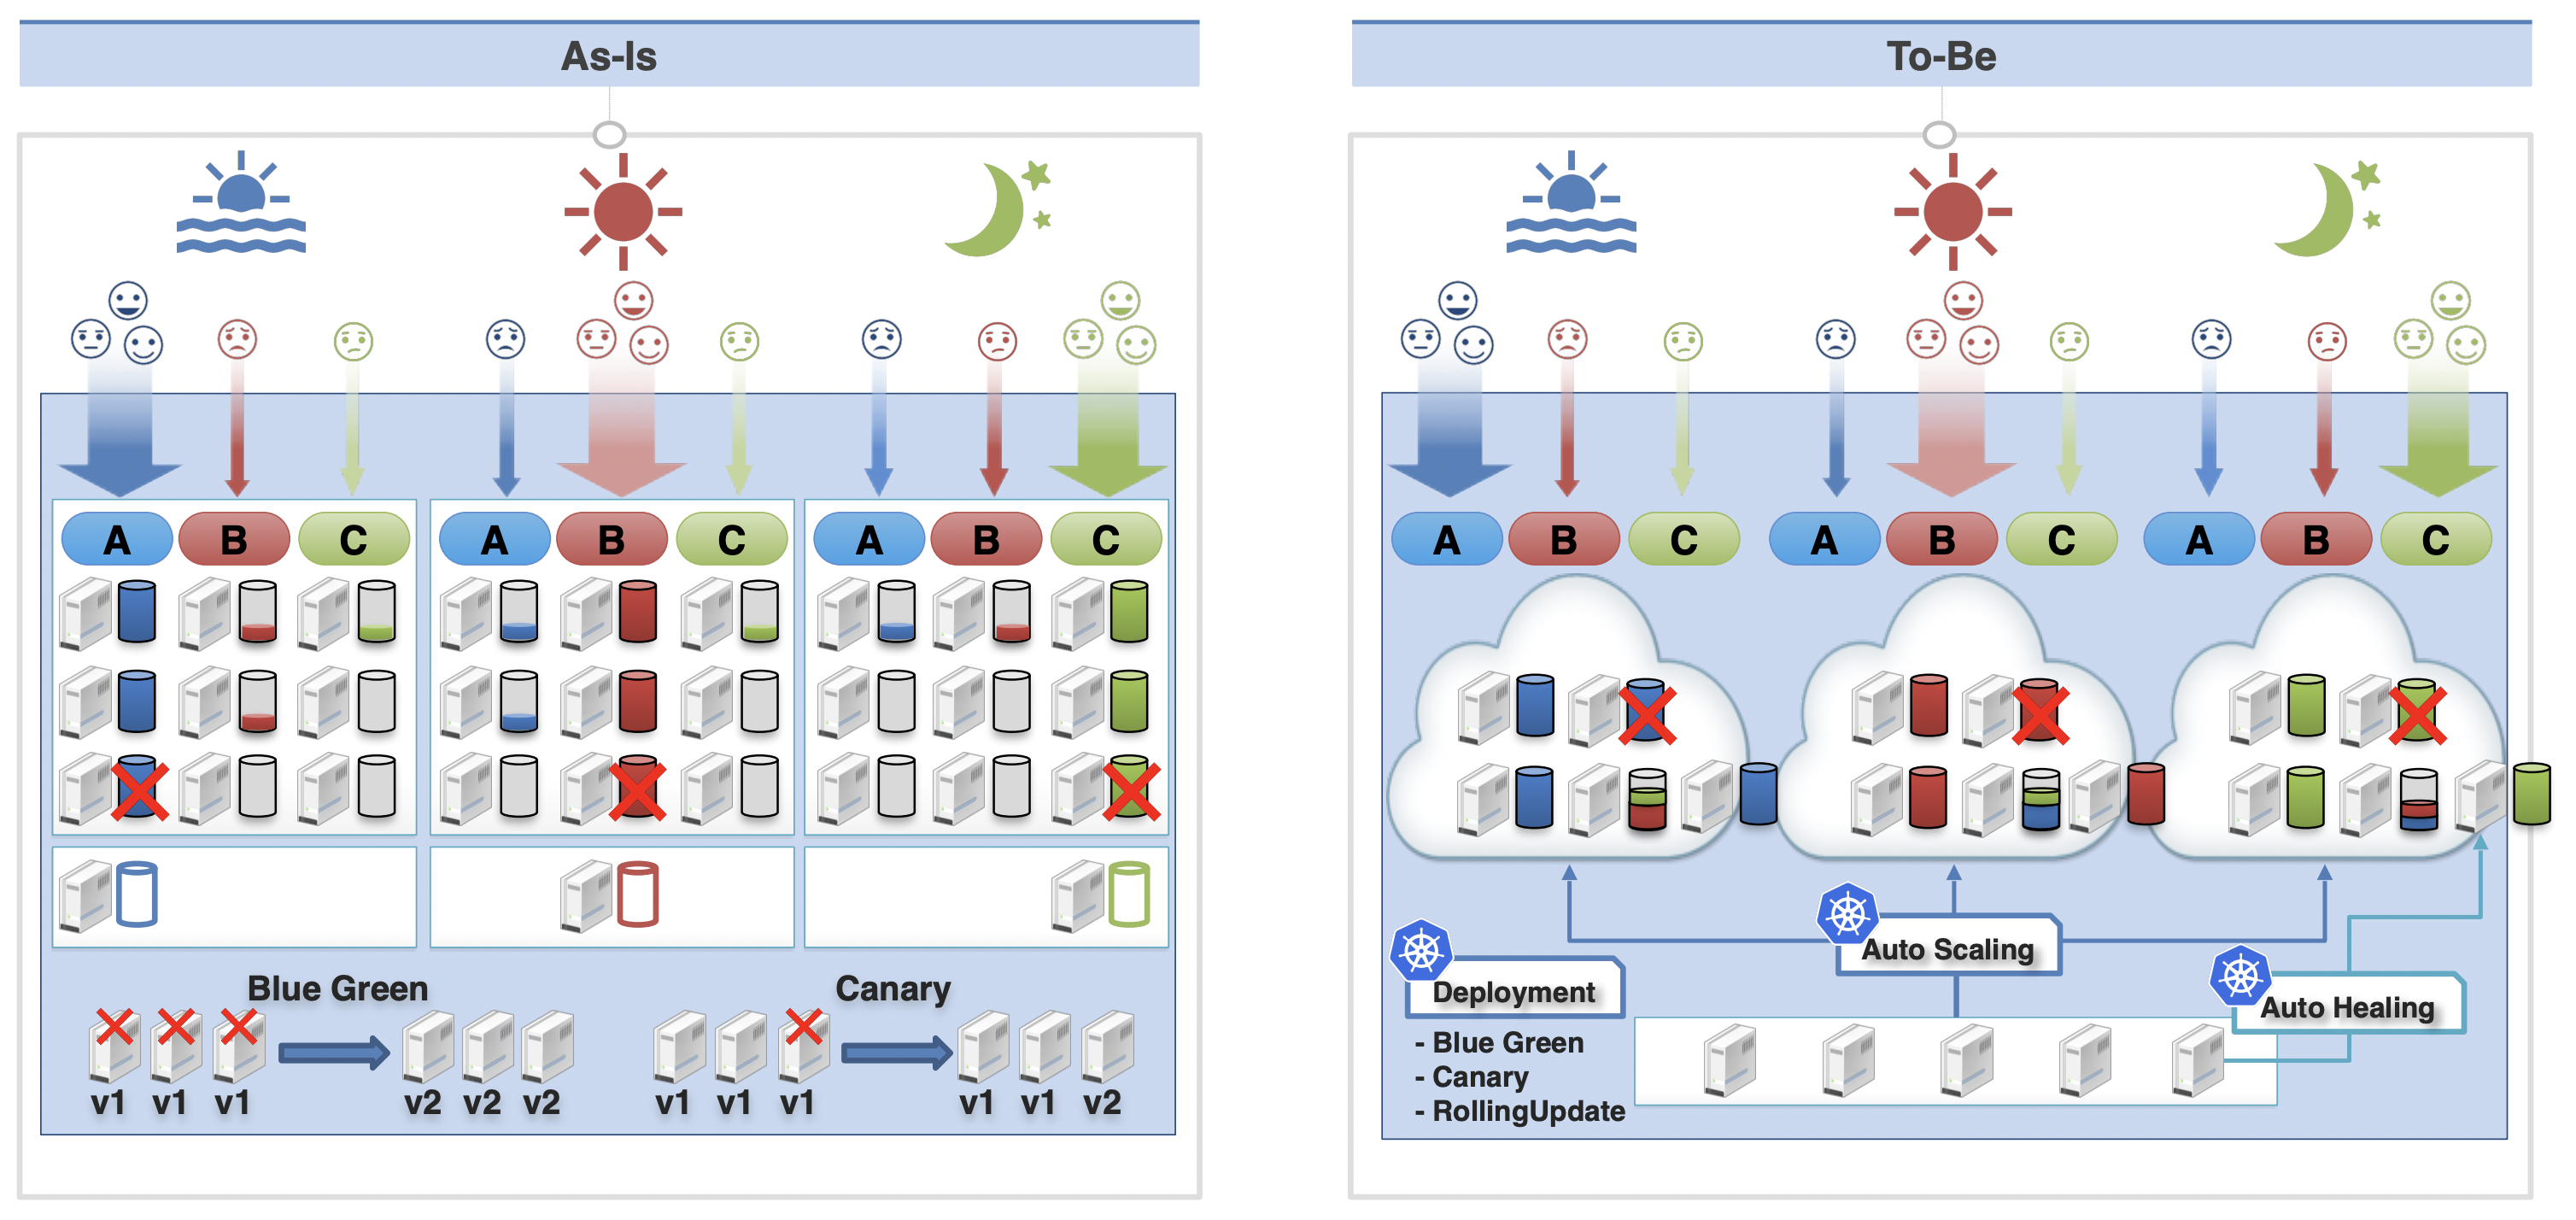 As-Is
A B C A B C A B C
Blue Green
Canary
v1 v1 v1 v2 v2 v2 v1 v1 v1 v1 v1 v2
To-Be
A B C A B C A B C
Auto Scaling
Deployment
Auto Healing
- Blue Green
- Canary
- RollingUpdate